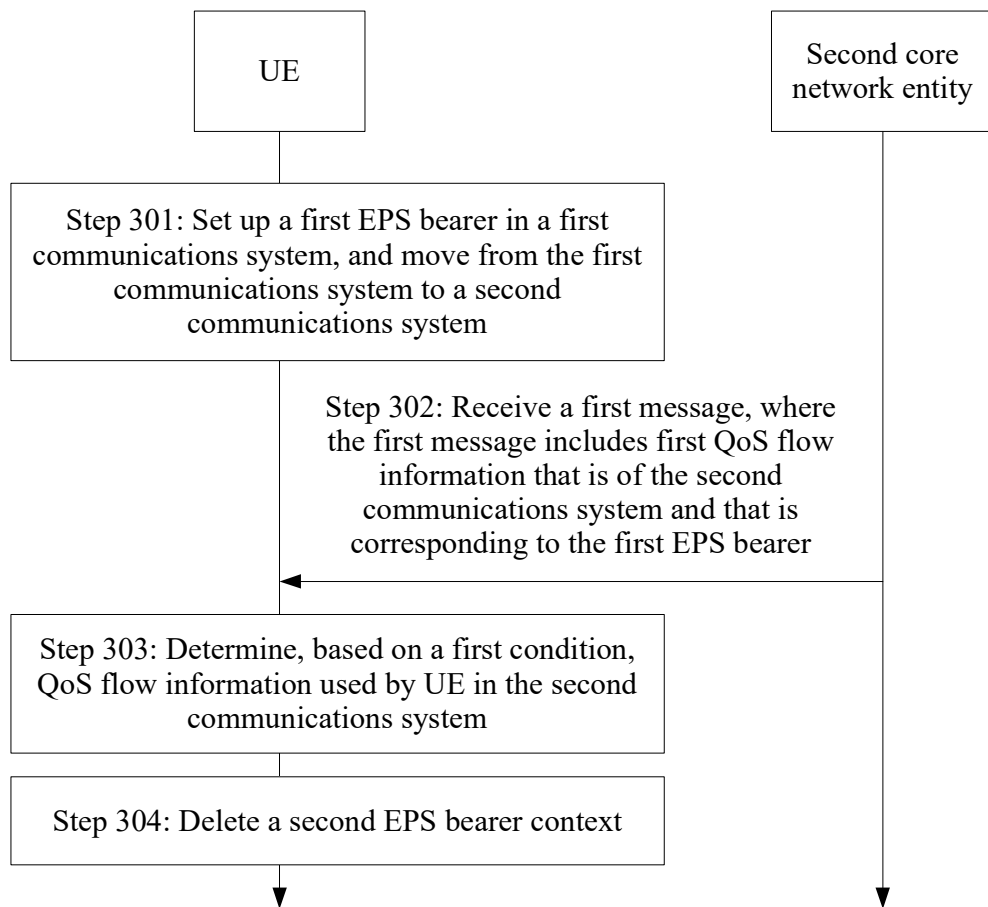 UE
Second core
network entity
Step 301: Set up a first EPS bearer in a first
communications system, and move from the first
communications system to a second
communications system
Step 302: Receive a first message, where
the first message includes first QoS flow
information that is of the second
communications system and that is
corresponding to the first EPS bearer
Step 303: Determine, based on a first condition,
QoS flow information used by UE in the second
communications system
Step 304: Delete a second EPS bearer context